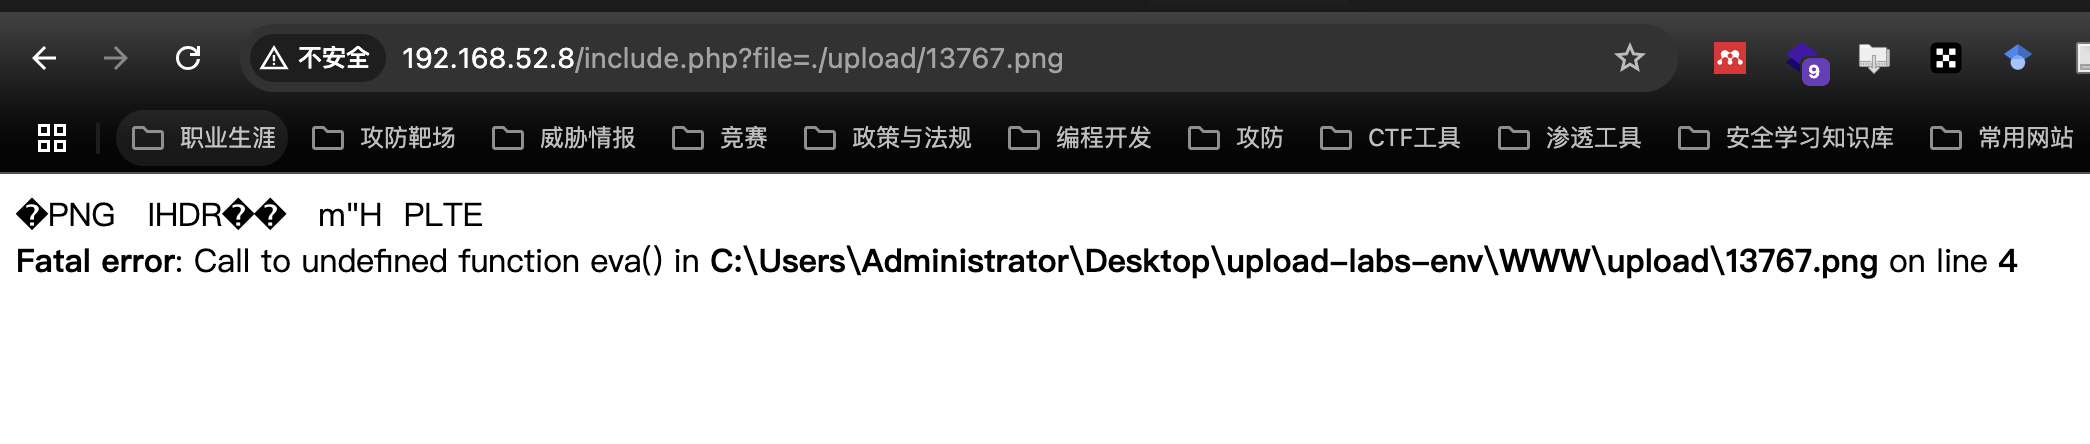 不安全 192.168.52.8/include.php?file=./upload/13767.png 9
职业生涯 攻防靶场 威胁情报 竞赛 政策与法规 编程开发 攻防 CTF工具 渗透工具 安全学习知识库 常用网站
�PNG IHDR�� m"H PLTE
Fatal error: Call to undefined function eva() in C:\Users\Administrator\Desktop\upload-labs-env\WWW\upload\13767.png on line 4